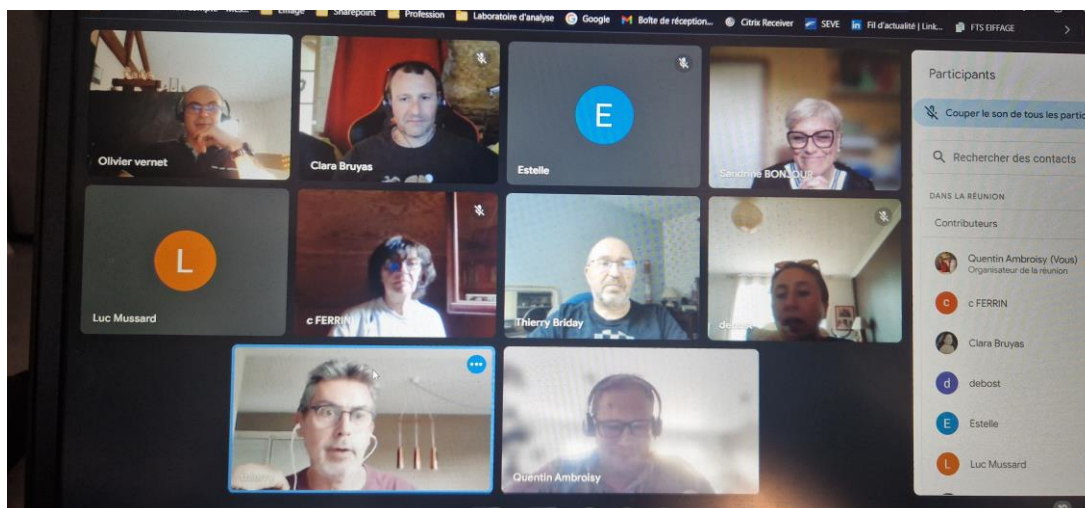 Eiffage
Sharepoint
Profession
Laboratoire d'analyse
Google
Boîte de réception...
Citrix Receiver
SEVE
Fil d'actualité | Link...
FTS EIFFAGE
Olivier vernet
Clara Bruyas
E
Estelle
Sandrine BONJOUR
L
Luc Mussard
c FERRIN
Thierry Briday
debost
Quentin Ambroisy
Participants
Couper le son de tous les partic
Rechercher des contacts
DANS LA RÉUNION
Contributeurs
Quentin Ambroisy (Vous)
Organisateur de la réunion
c
c FERRIN
Clara Bruyas
d
debost
E
Estelle
L
Luc Mussard